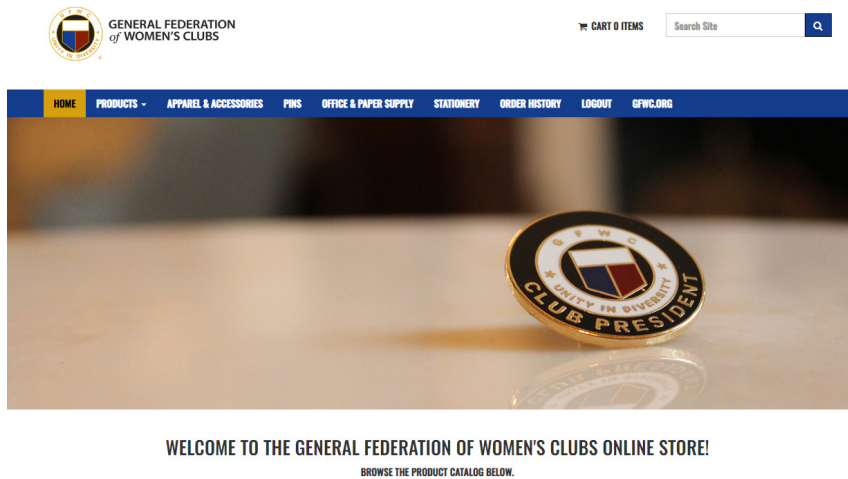 GFWC
UNITY IN DIVERSITY
GENERAL FEDERATION
of WOMEN'S CLUBS
CART 0 ITEMS
Search Site
HOME PRODUCTS APPAREL & ACCESSORIES PINS OFFICE & PAPER SUPPLY STATIONERY ORDER HISTORY LOGOUT GFWC.ORG
GFWC
UNITY IN DIVERSITY
CLUB PRESIDENT
WELCOME TO THE GENERAL FEDERATION OF WOMEN'S CLUBS ONLINE STORE!
BROWSE THE PRODUCT CATALOG BELOW.